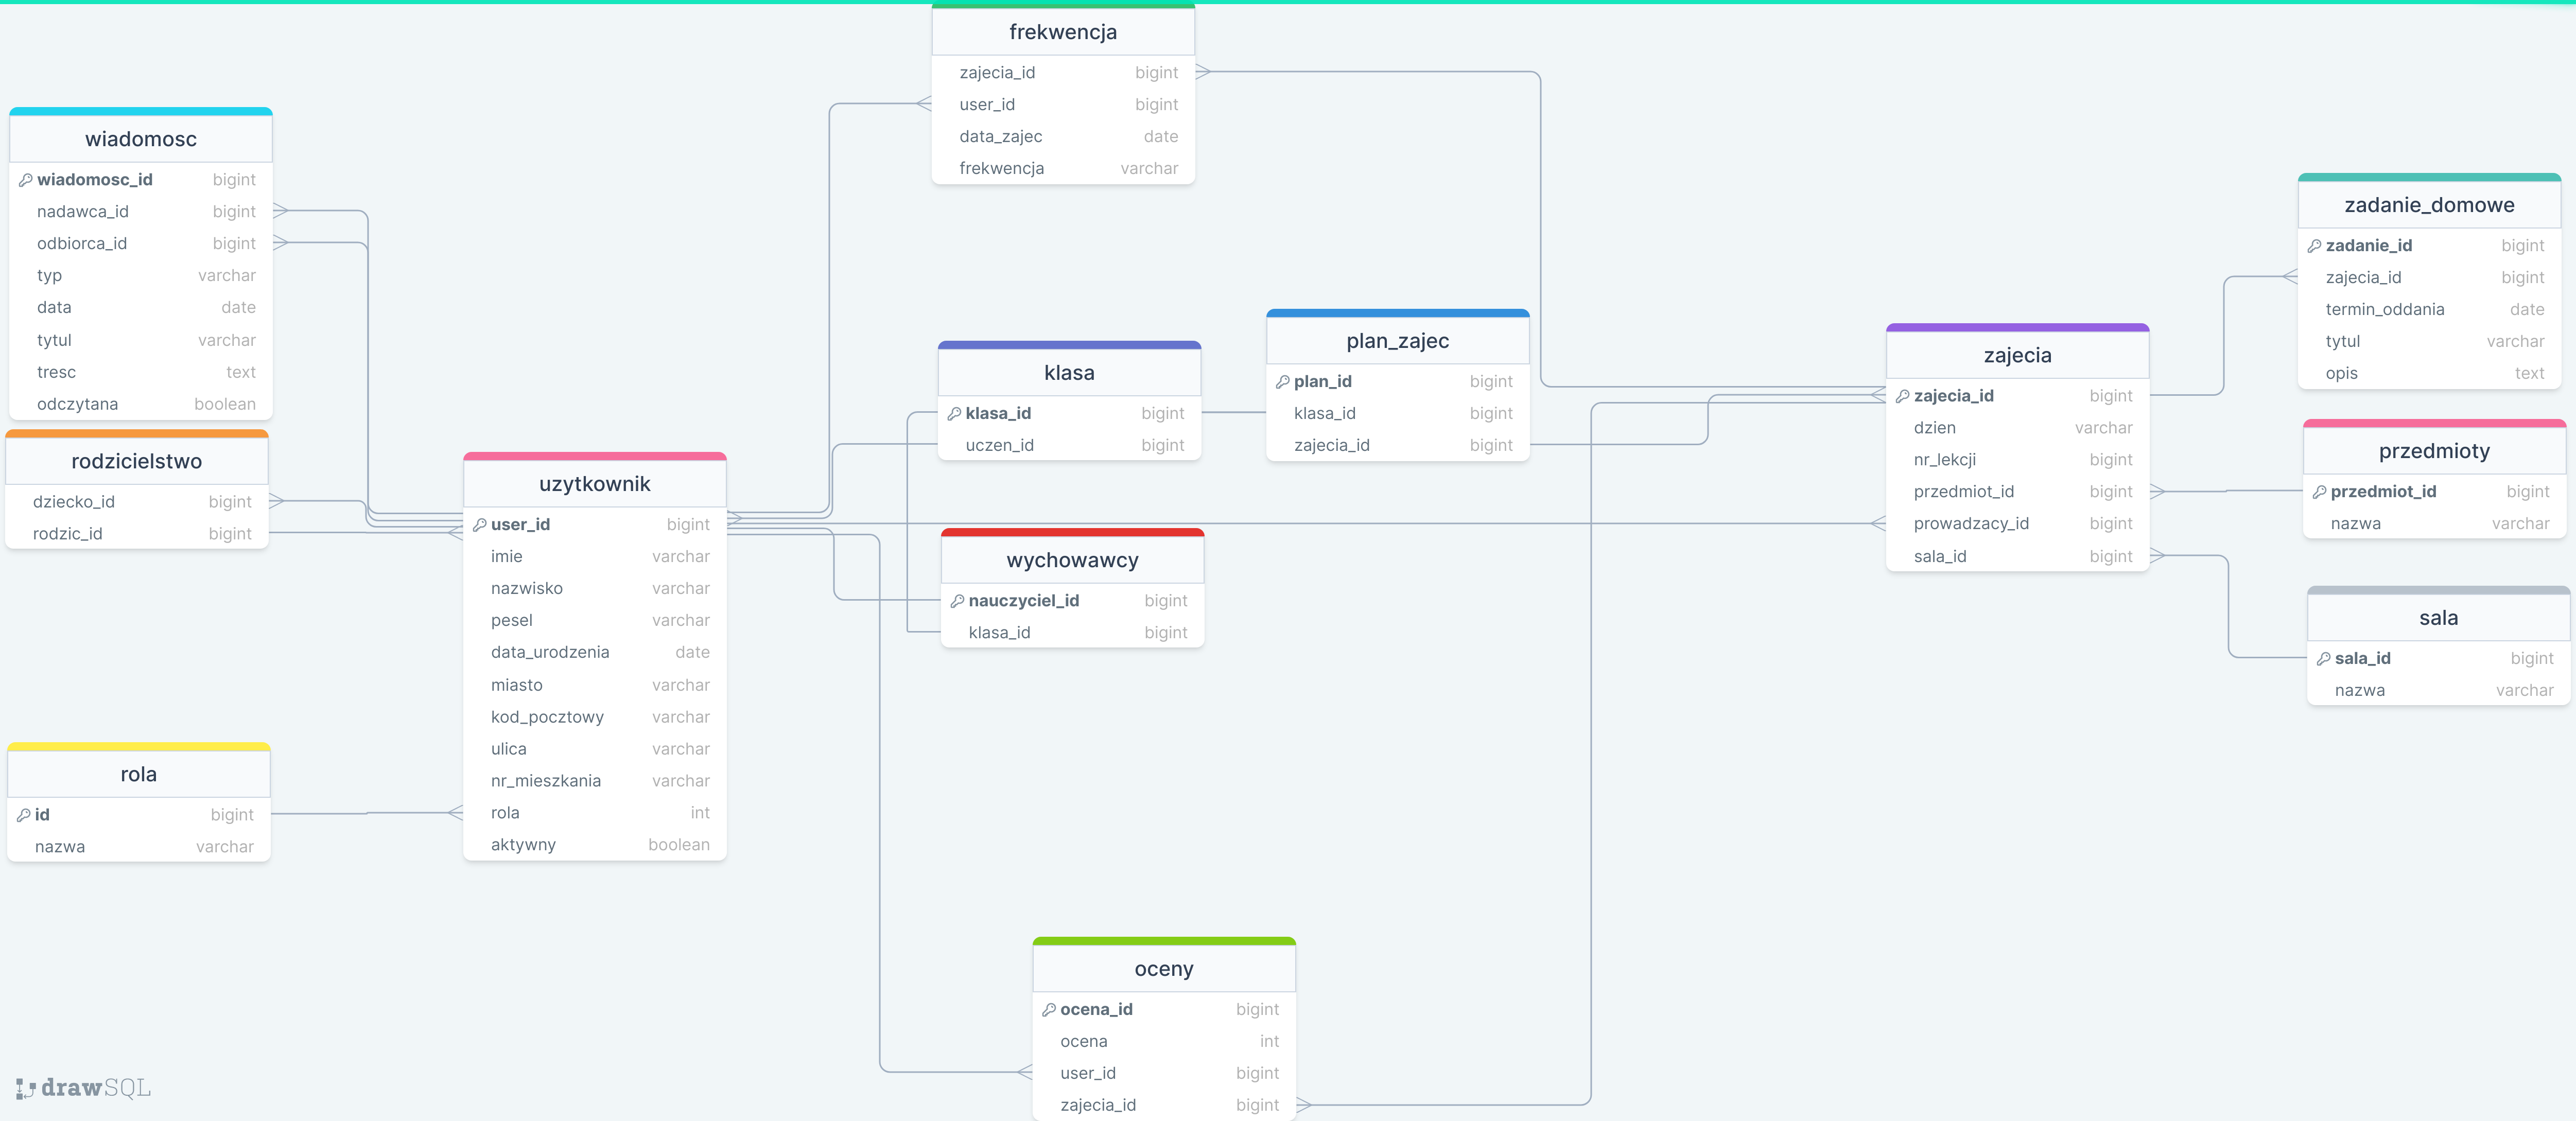 frekwencja
zajecia_id bigint
user_id bigint
data_zajec date
frekwencja varchar
wiadomosc
wiadomosc_id bigint
nadawca_id bigint
odbiorca_id bigint
typ varchar
data date
tytul varchar
tresc text
odczytana boolean
rodzicielstwo
dziecko_id bigint
rodzic_id bigint
rola
id bigint
nazwa varchar
uzytkownik
user_id bigint
imie varchar
nazwisko varchar
pesel varchar
data_urodzenia date
miasto varchar
kod_pocztowy varchar
ulica varchar
nr_mieszkania varchar
rola int
aktywny boolean
klasa
klasa_id bigint
uczen_id bigint
plan_zajec
plan_id bigint
klasa_id bigint
zajecia_id bigint
wychowawcy
nauczyciel_id bigint
klasa_id bigint
oceny
ocena_id bigint
ocena int
user_id bigint
zajecia_id bigint
zajecia
zajecia_id bigint
dzien varchar
nr_lekcji bigint
przedmiot_id bigint
prowadzacy_id bigint
sala_id bigint
zadanie_domowe
zadanie_id bigint
zajecia_id bigint
termin_oddania date
tytul varchar
opis text
przedmioty
przedmiot_id bigint
nazwa varchar
sala
sala_id bigint
nazwa varchar
drawSQL